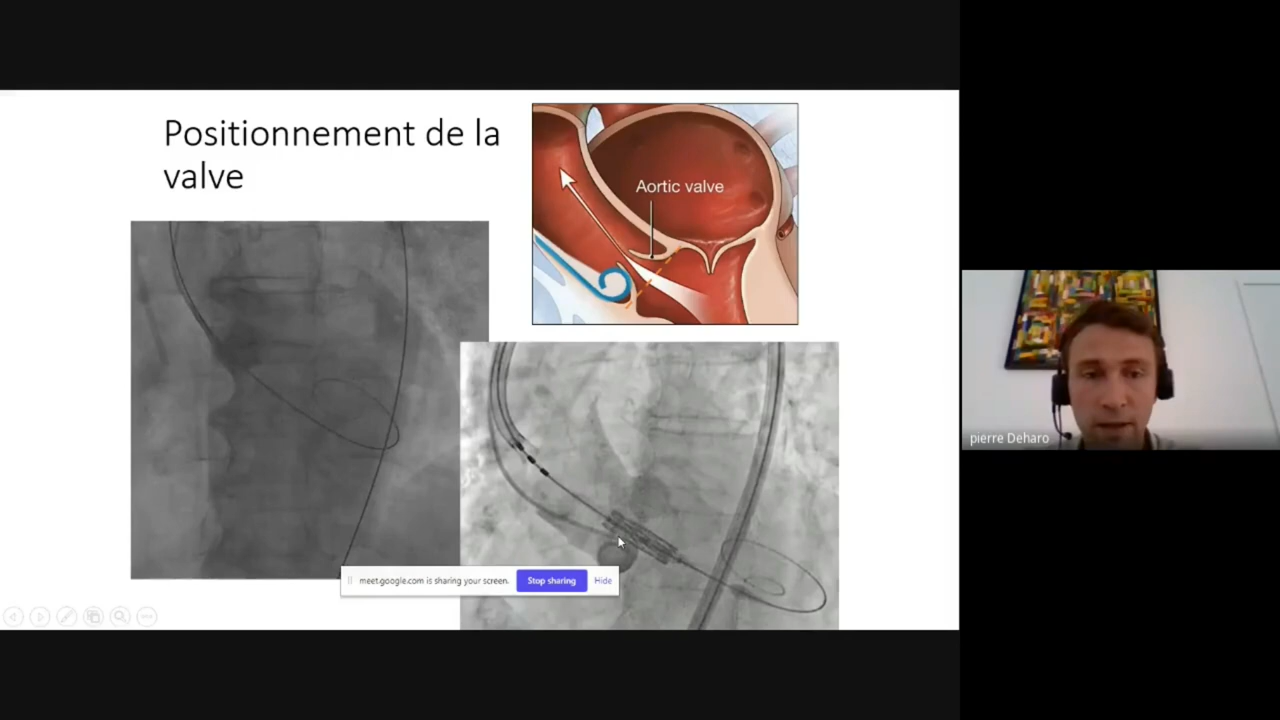 Positionnement de la
valve
Aortic valve
meet.google.com is sharing your screen.
Stop sharing
Hide
pierre Deharo